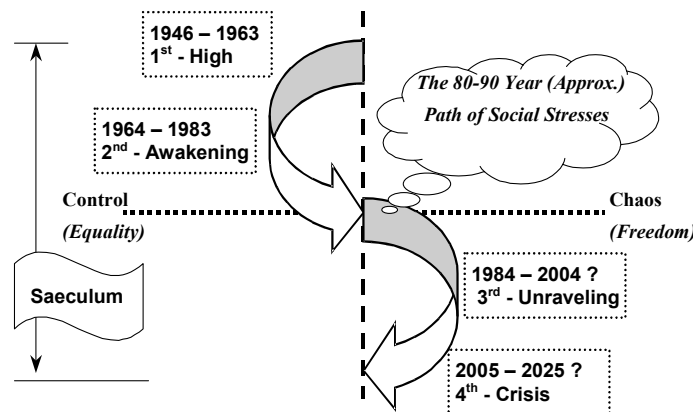 1946 – 1963
1st - High
The 80-90 Year (Approx.)
Path of Social Stresses
1964 – 1983
2nd - Awakening
Control
(Equality)
Chaos
(Freedom)
Saeculum
1984 – 2004 ?
3rd - Unraveling
2005 – 2025 ?
4th - Crisis